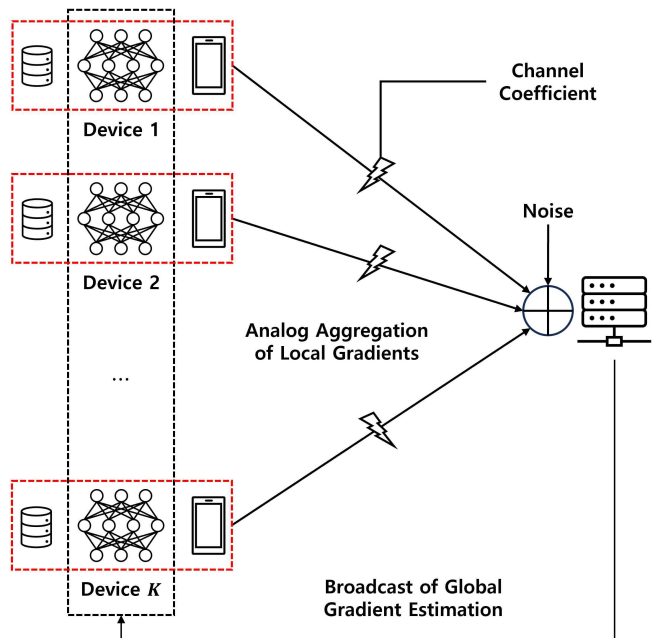 Device 1
Channel
Coefficient
Device 2
Noise
Analog Aggregation
of Local Gradients
...
Device K
Broadcast of Global
Gradient Estimation